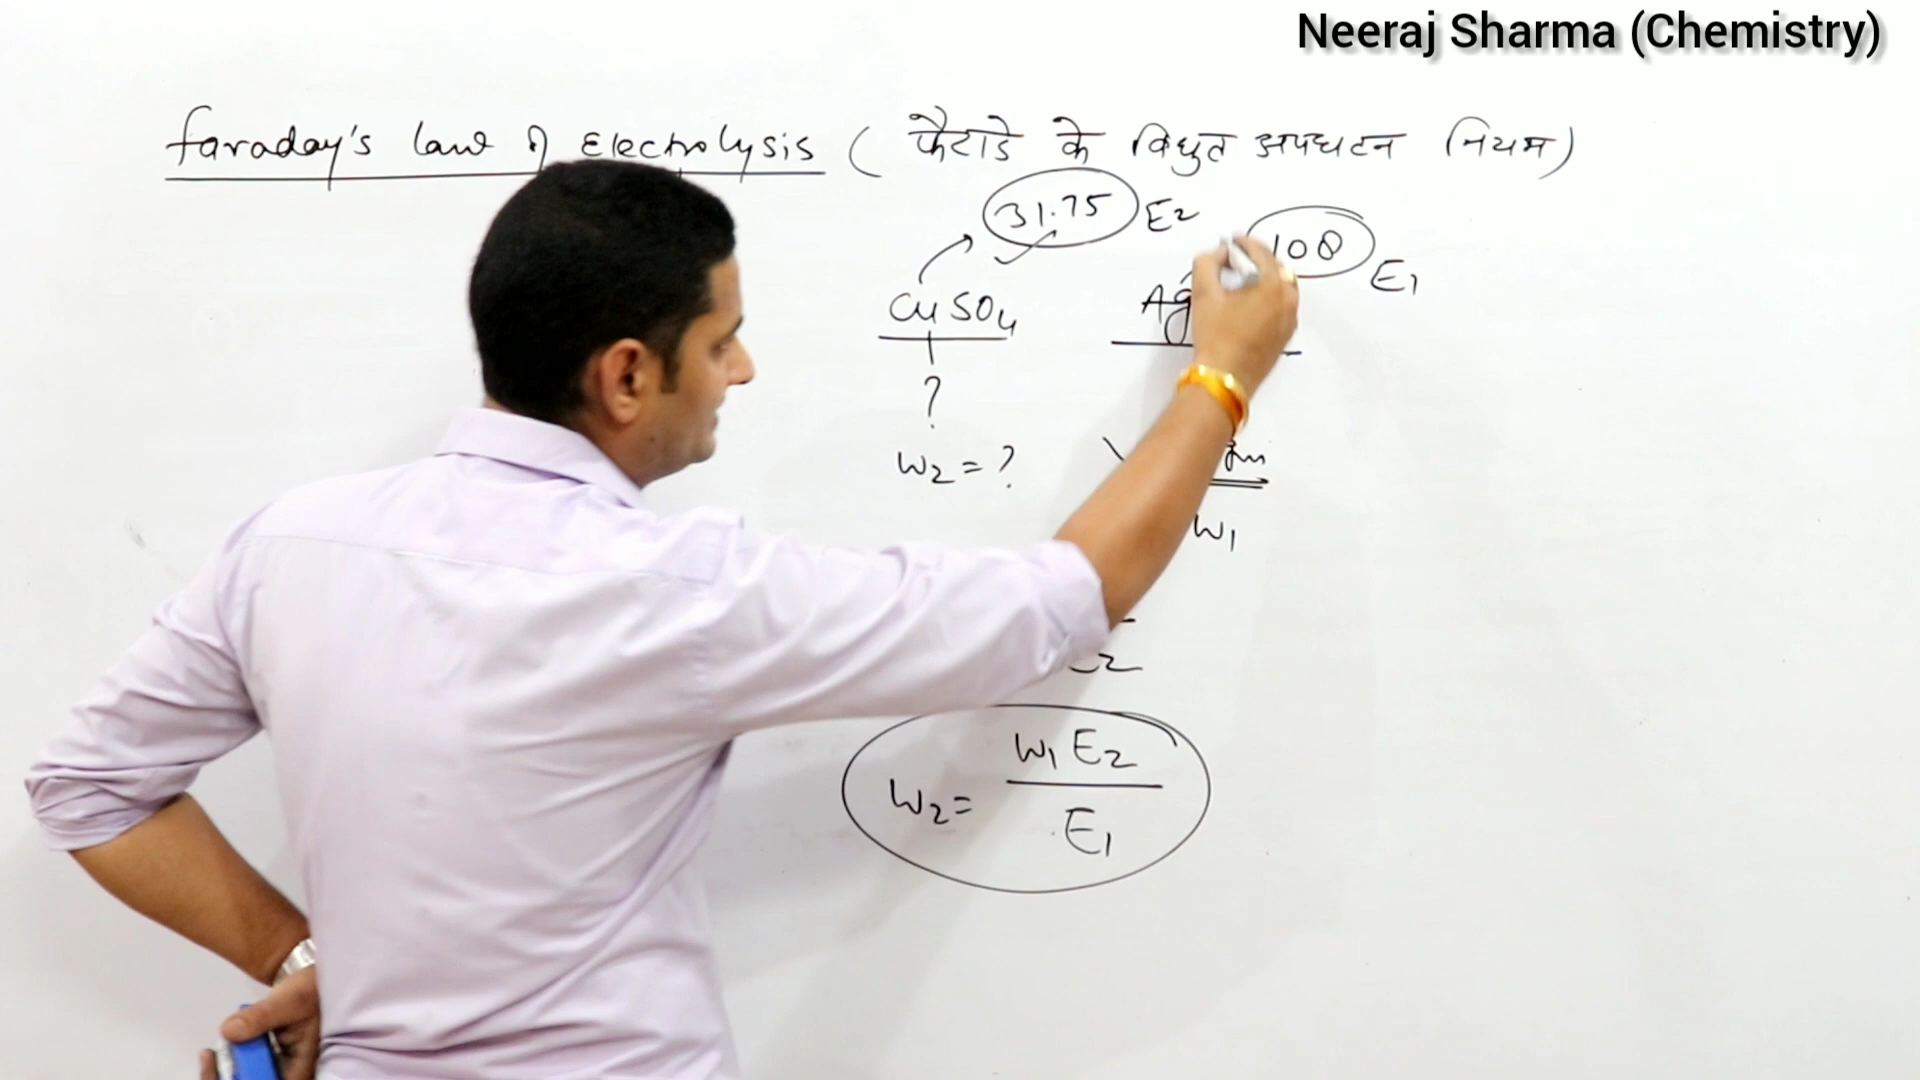 Neeraj Sharma (Chemistry)
Faraday's law of Electrolysis ( फैराडे के विधुत अपघटन नियम )
31.75 E2 108 E1
CuSO4 Ag
?
W2 = ? gm
W1
W2 = W1 E2 / E1